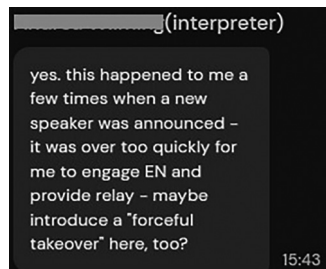 (interpreter)
yes. this happened to me a
few times when a new
speaker was announced –
it was over too quickly for
me to engage EN and
provide relay – maybe
introduce a "forceful
takeover" here, too?
15:43